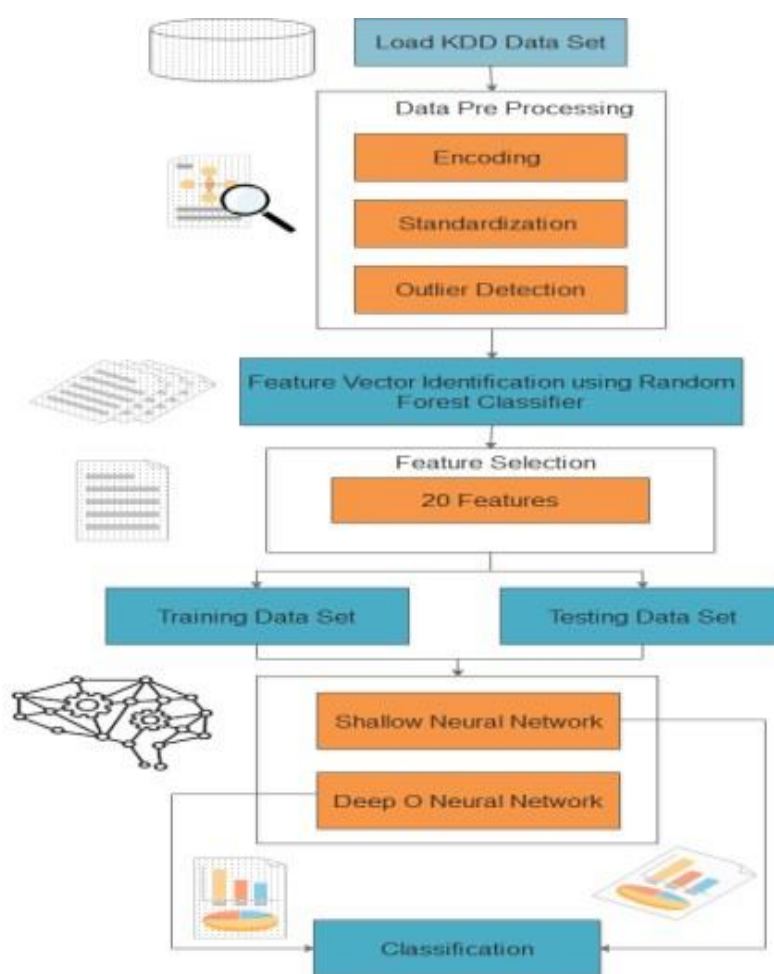 Load KDD Data Set
Data Pre Processing
Encoding
Standardization
Outlier Detection
Feature Vector Identification using Random
Forest Classifier
Feature Selection
20 Features
Training Data Set
Testing Data Set
Shallow Neural Network
Deep O Neural Network
Classification